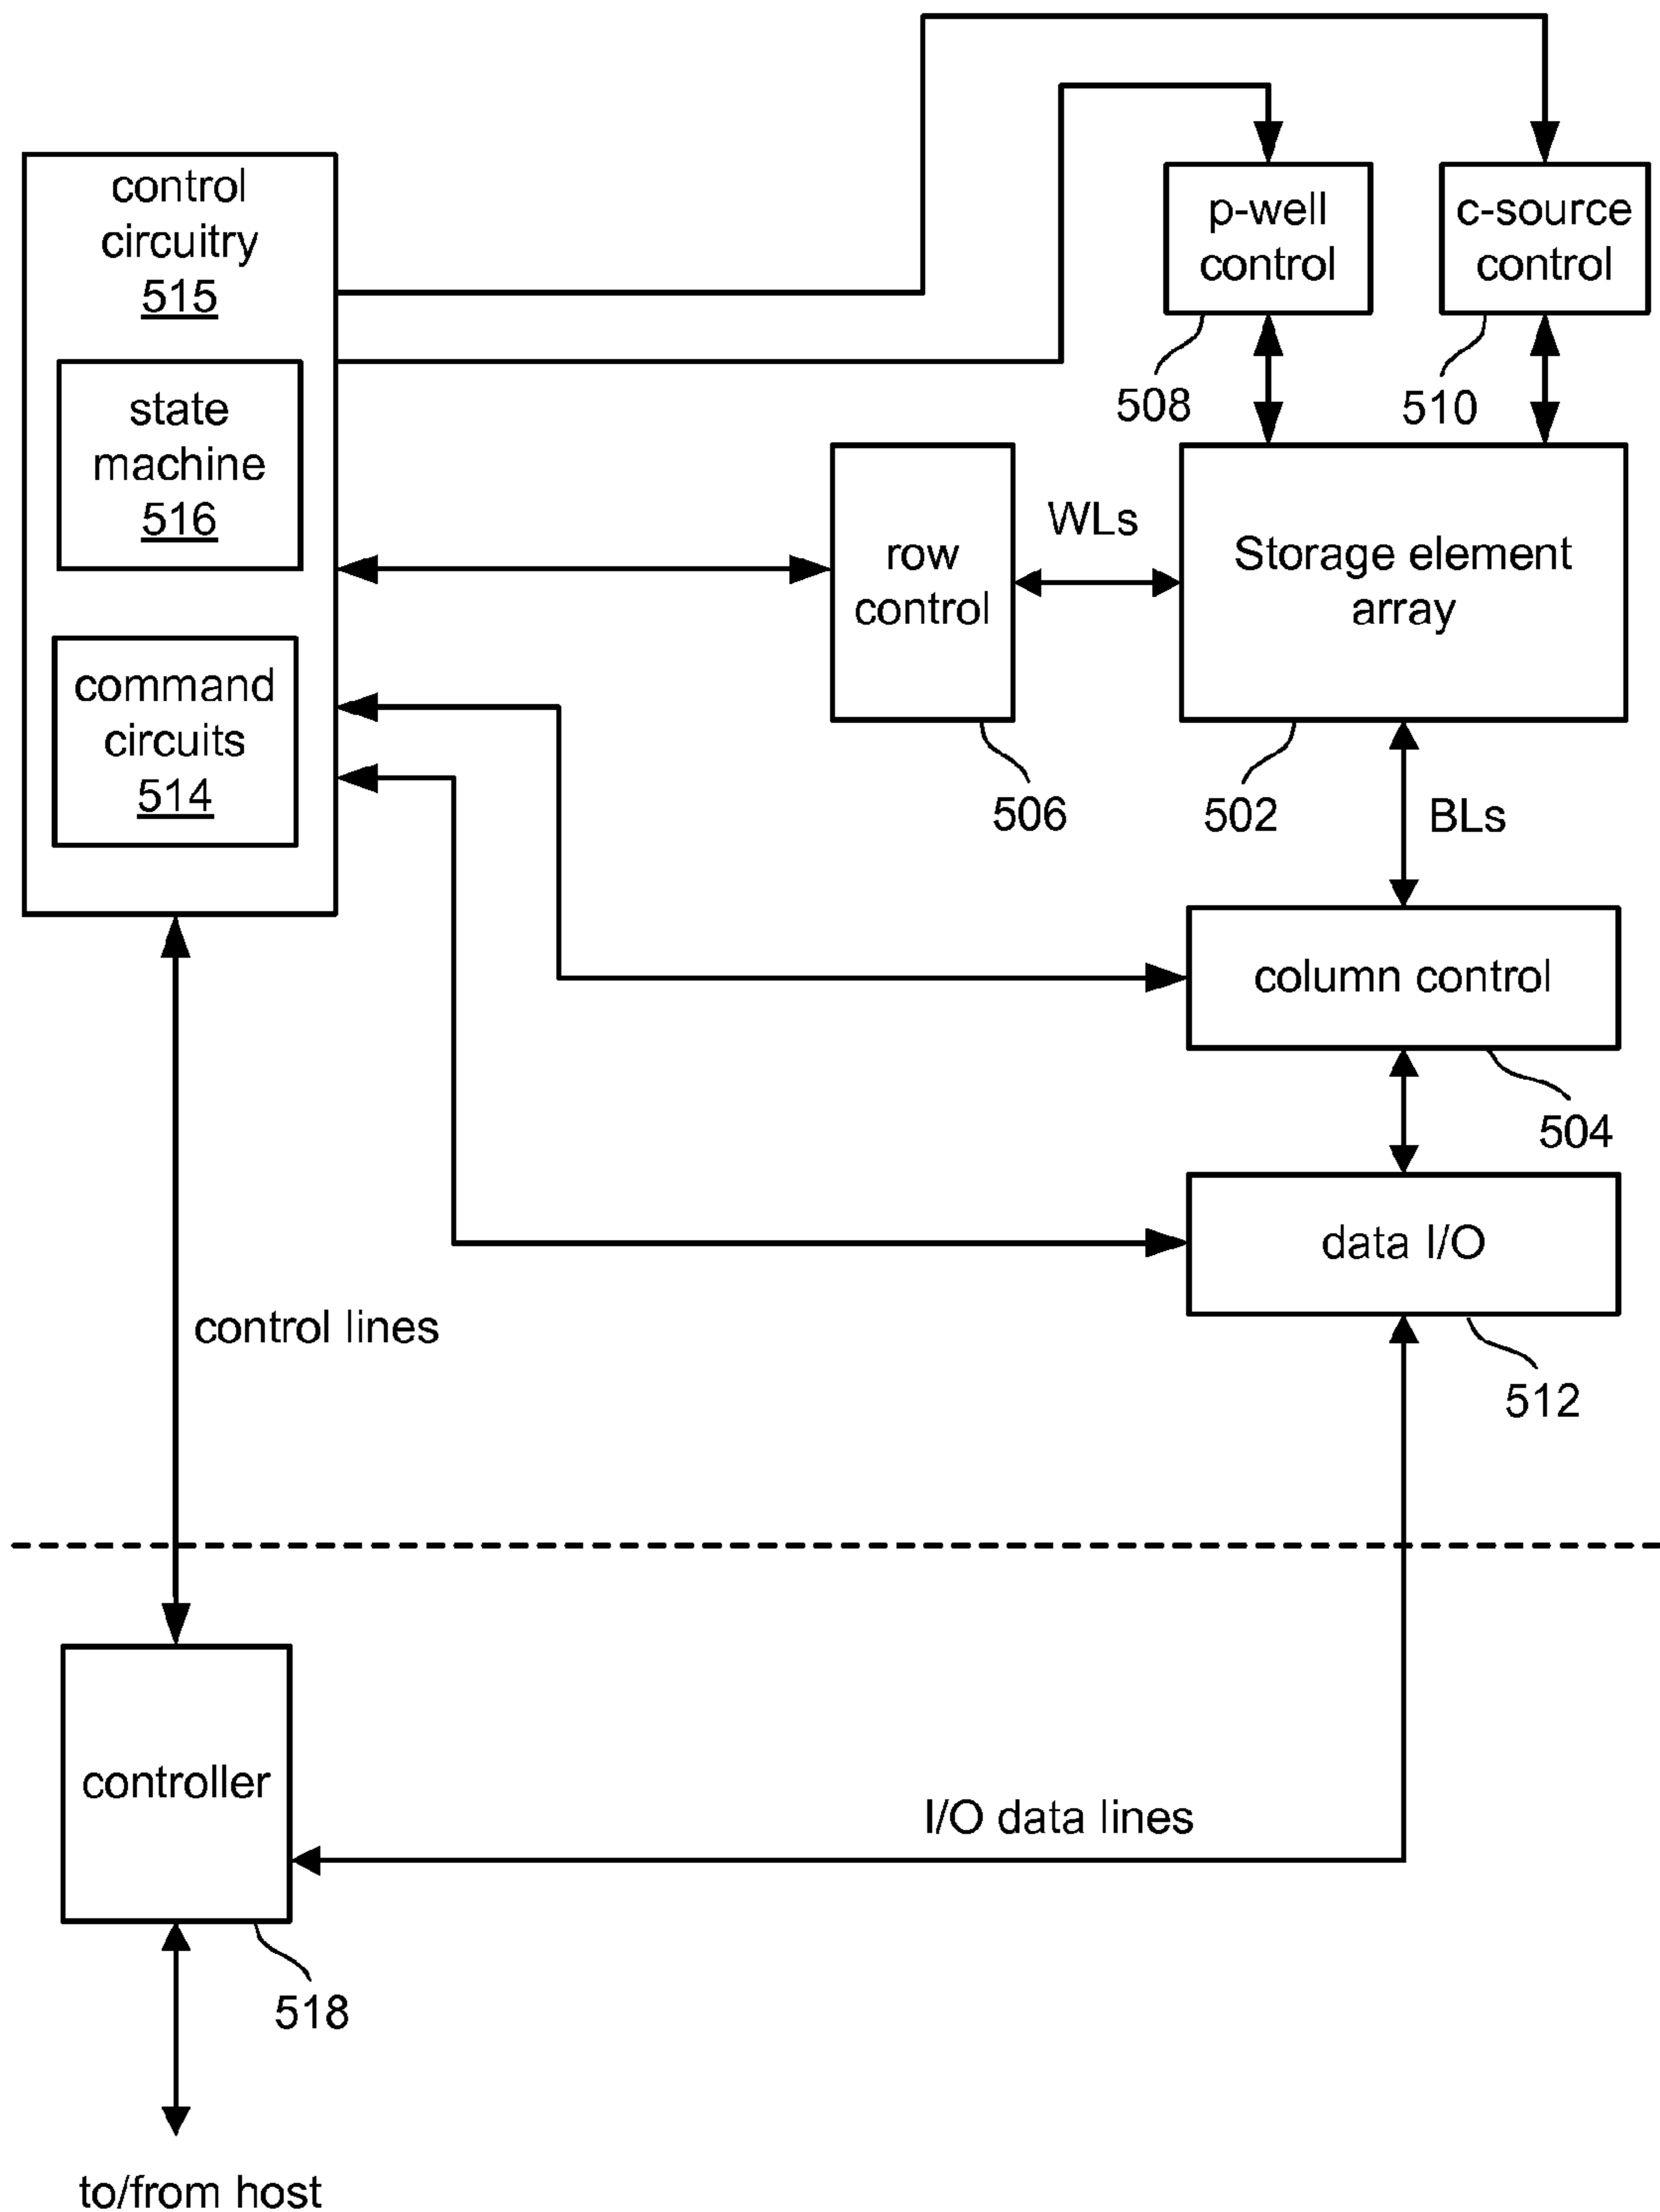 control
circuitry
515
state
machine
516
command
circuits
514
p-well
control
508
c-source
control
510
row
control
506
WLs
Storage element
array
502
BLs
column control
504
data I/O
512
control lines
controller
518
I/O data lines
to/from host